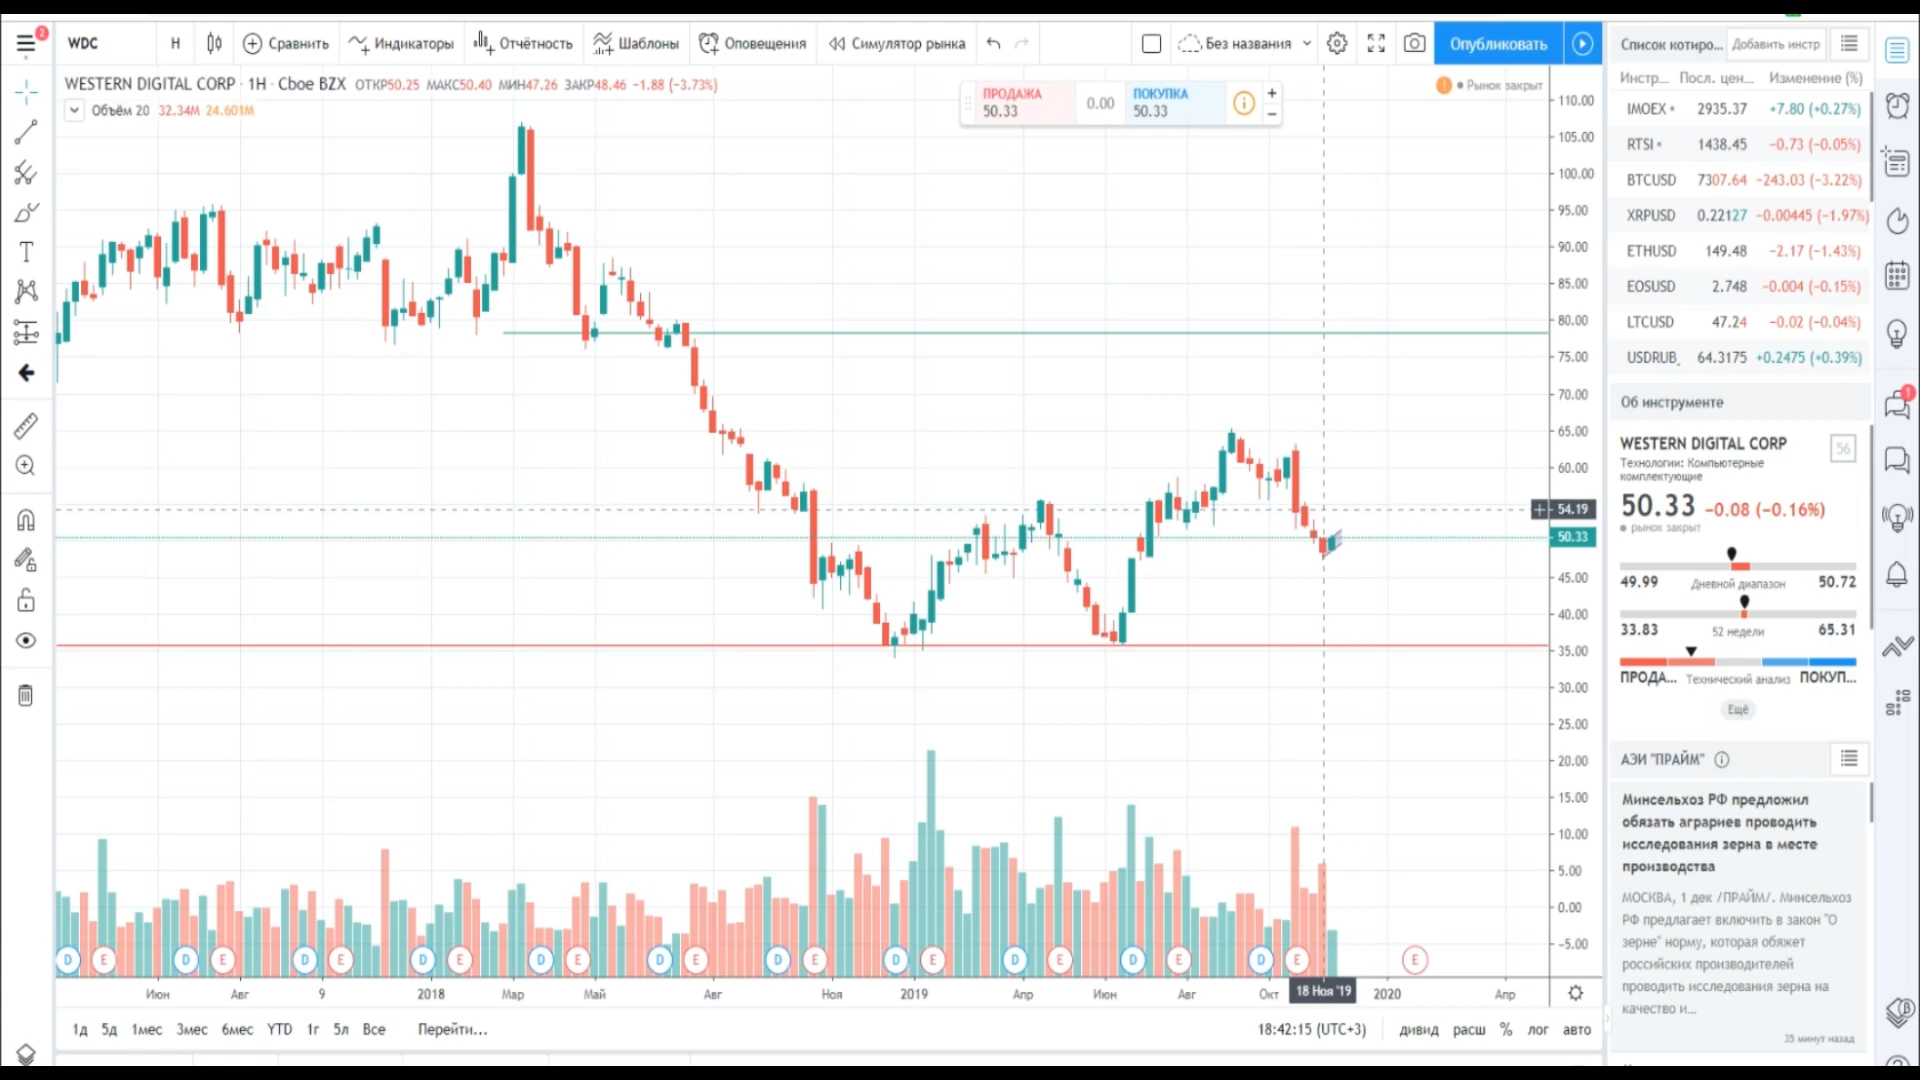 2
WDC
Н
Сравнить
Индикаторы
Отчётность
Шаблоны
Оповещения
Симулятор рынка
Без названия
Опубликовать
WESTERN DIGITAL CORP · 1Н · Cboe BZX ОТКР50.25 МАКС50.40 МИН47.26 ЗАКР48.46 −1.88 (−3.73%)
Объём 20 32.34M 24.601M
ПРОДАЖА
50.33
0.00
ПОКУПКА
50.33
+
−
Рынок закрыт
110.00
105.00
100.00
95.00
90.00
85.00
80.00
75.00
70.00
65.00
60.00
54.19
50.33
45.00
40.00
35.00
30.00
25.00
20.00
15.00
10.00
5.00
0.00
−5.00
D E D E D E D E D E D E D E D E D E D E D E E
Июн Авг 9 2018 Мар Май Авг Ноя 2019 Апр Июн Авг Окт 18 Ноя '19 2020 Апр
1д 5д 1мес 3мес 6мес YTD 1г 5л Все Перейти...
18:42:15 (UTC+3) дивид расш % лог авто
Список котиро... Добавить инстр
Инстр... Посл. цен... Изменение (%)
IMOEX 2935.37 +7.80 (+0.27%)
RTSI 1438.45 −0.73 (−0.05%)
BTCUSD 7307.64 −243.03 (−3.22%)
XRPUSD 0.22127 −0.00445 (−1.97%)
ETHUSD 149.48 −2.17 (−1.43%)
EOSUSD 2.748 −0.004 (−0.15%)
LTCUSD 47.24 −0.02 (−0.04%)
USDRUB_ 64.3175 +0.2475 (+0.39%)
Об инструменте
WESTERN DIGITAL CORP
56
Технологии: Компьютерные
комплектующие
50.33 −0.08 (−0.16%)
рынок закрыт
49.99 Дневной диапазон 50.72
33.83 52 недели 65.31
ПРОДА... Технический анализ ПОКУП...
Ещё
АЭИ "ПРАЙМ"
Минсельхоз РФ предложил
обязать аграриев проводить
исследования зерна в месте
производства
МОСКВА, 1 дек /ПРАЙМ/. Минсельхоз
РФ предлагает включить в закон "О
зерне" норму, которая обяжет
российских производителей
проводить исследования зерна на
качество и...
35 минут назад
1